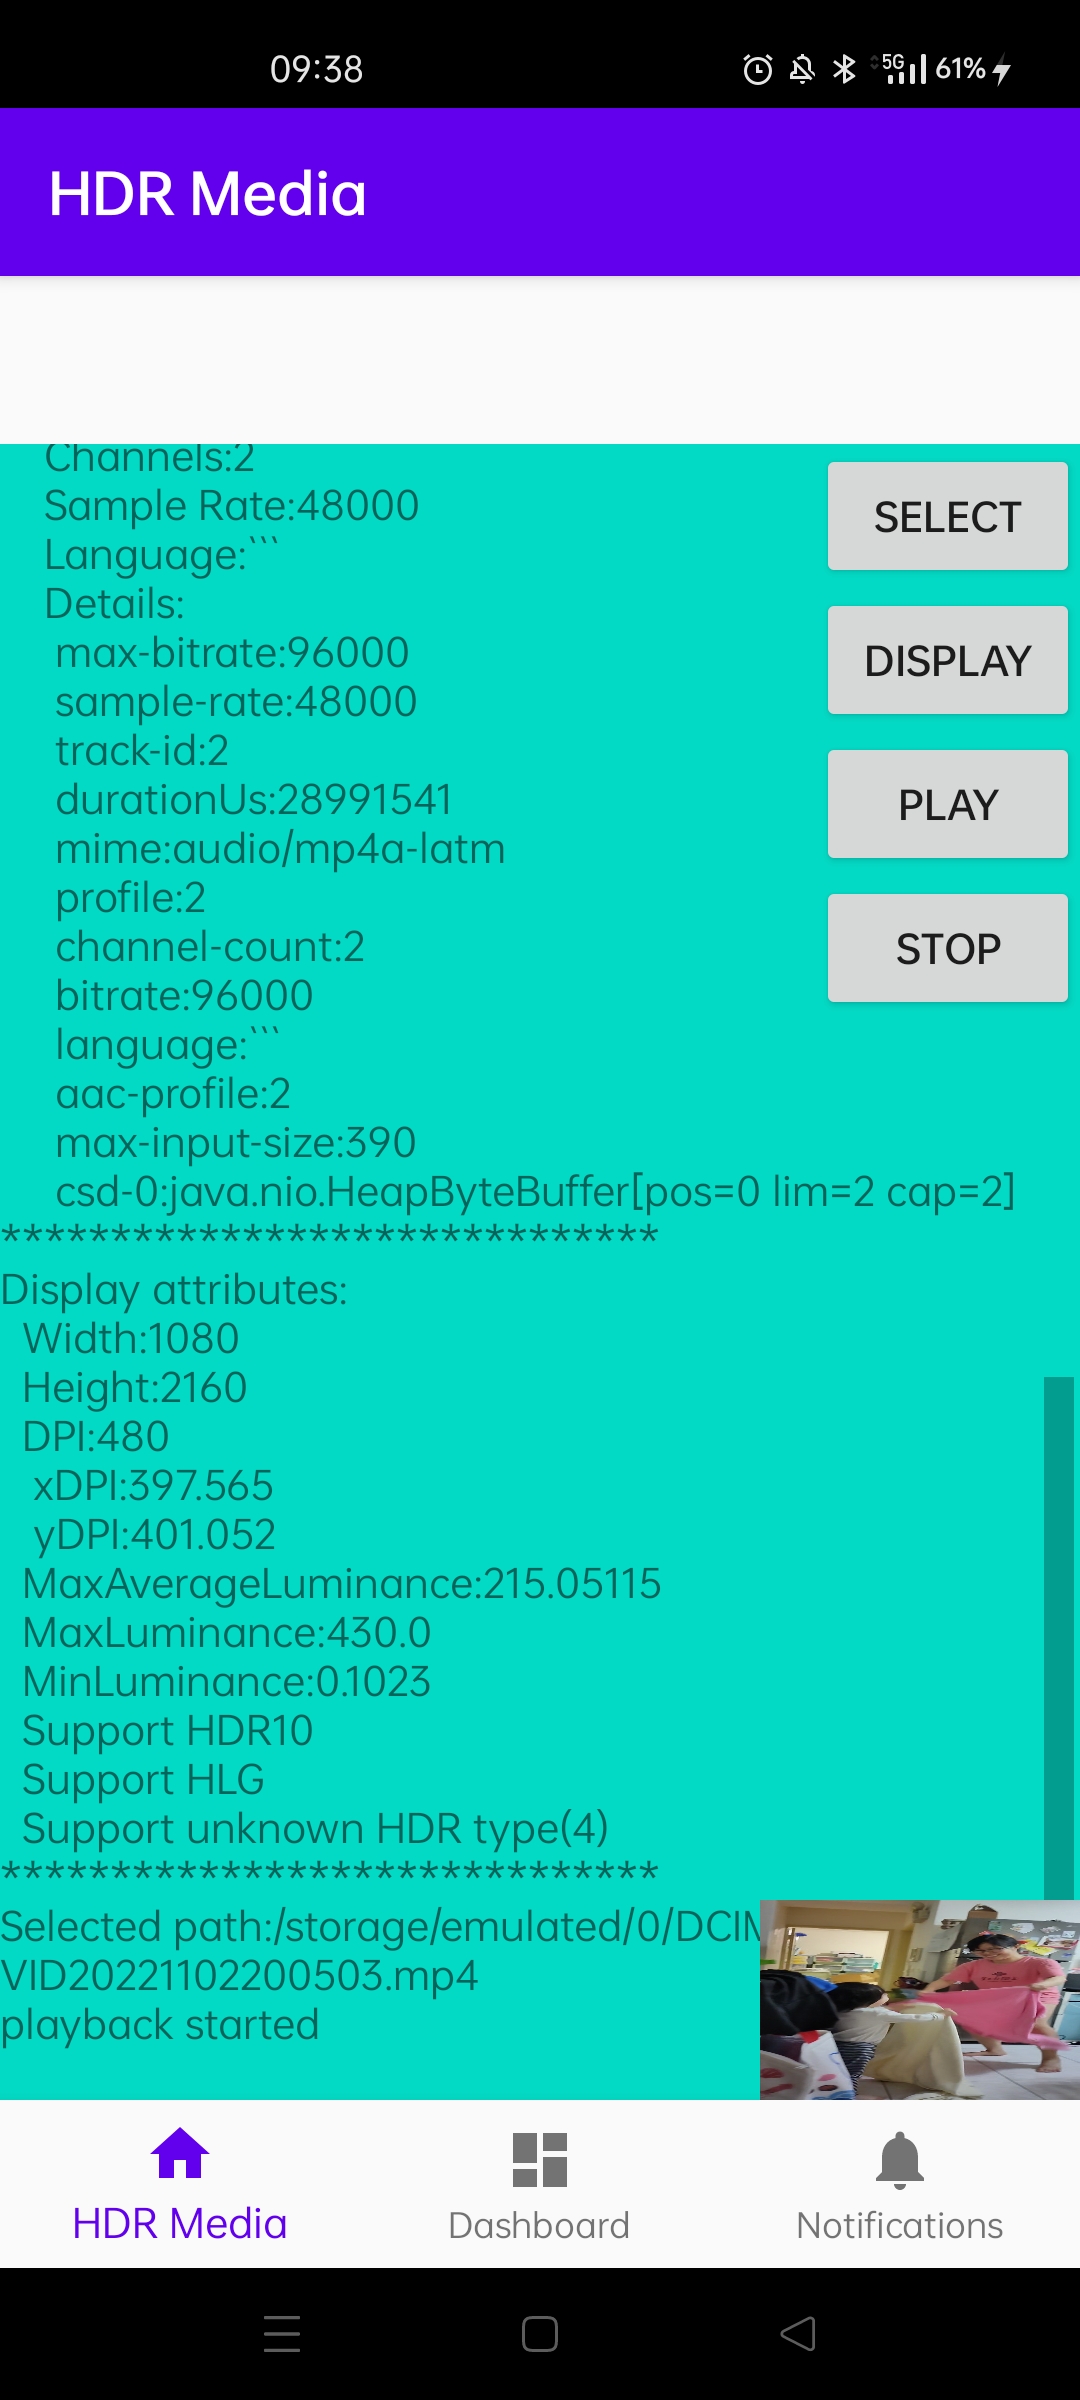 09:38
5G 61%
HDR Media
Channels:2
Sample Rate:48000
Language:```
Details:
max-bitrate:96000
sample-rate:48000
track-id:2
durationUs:28991541
mime:audio/mp4a-latm
profile:2
channel-count:2
bitrate:96000
language:```
aac-profile:2
max-input-size:390
csd-0:java.nio.HeapByteBuffer[pos=0 lim=2 cap=2]
******************************
Display attributes:
Width:1080
Height:2160
DPI:480
xDPI:397.565
yDPI:401.052
MaxAverageLuminance:215.05115
MaxLuminance:430.0
MinLuminance:0.1023
Support HDR10
Support HLG
Support unknown HDR type(4)
******************************
Selected path:/storage/emulated/0/DCIM
VID20221102200503.mp4
playback started
SELECT
DISPLAY
PLAY
STOP
HDR Media
Dashboard
Notifications